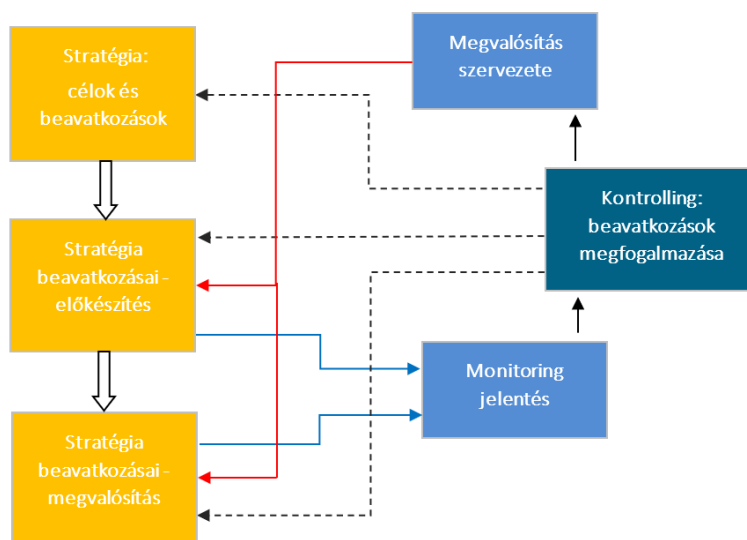 Stratégia:
célok és
beavatkozások
Megvalósítás
szervezete
Kontrolling:
beavatkozások
megfogalmazása
Stratégia
beavatkozásai -
előkészítés
Monitoring
jelentés
Stratégia
beavatkozásai -
megvalósítás